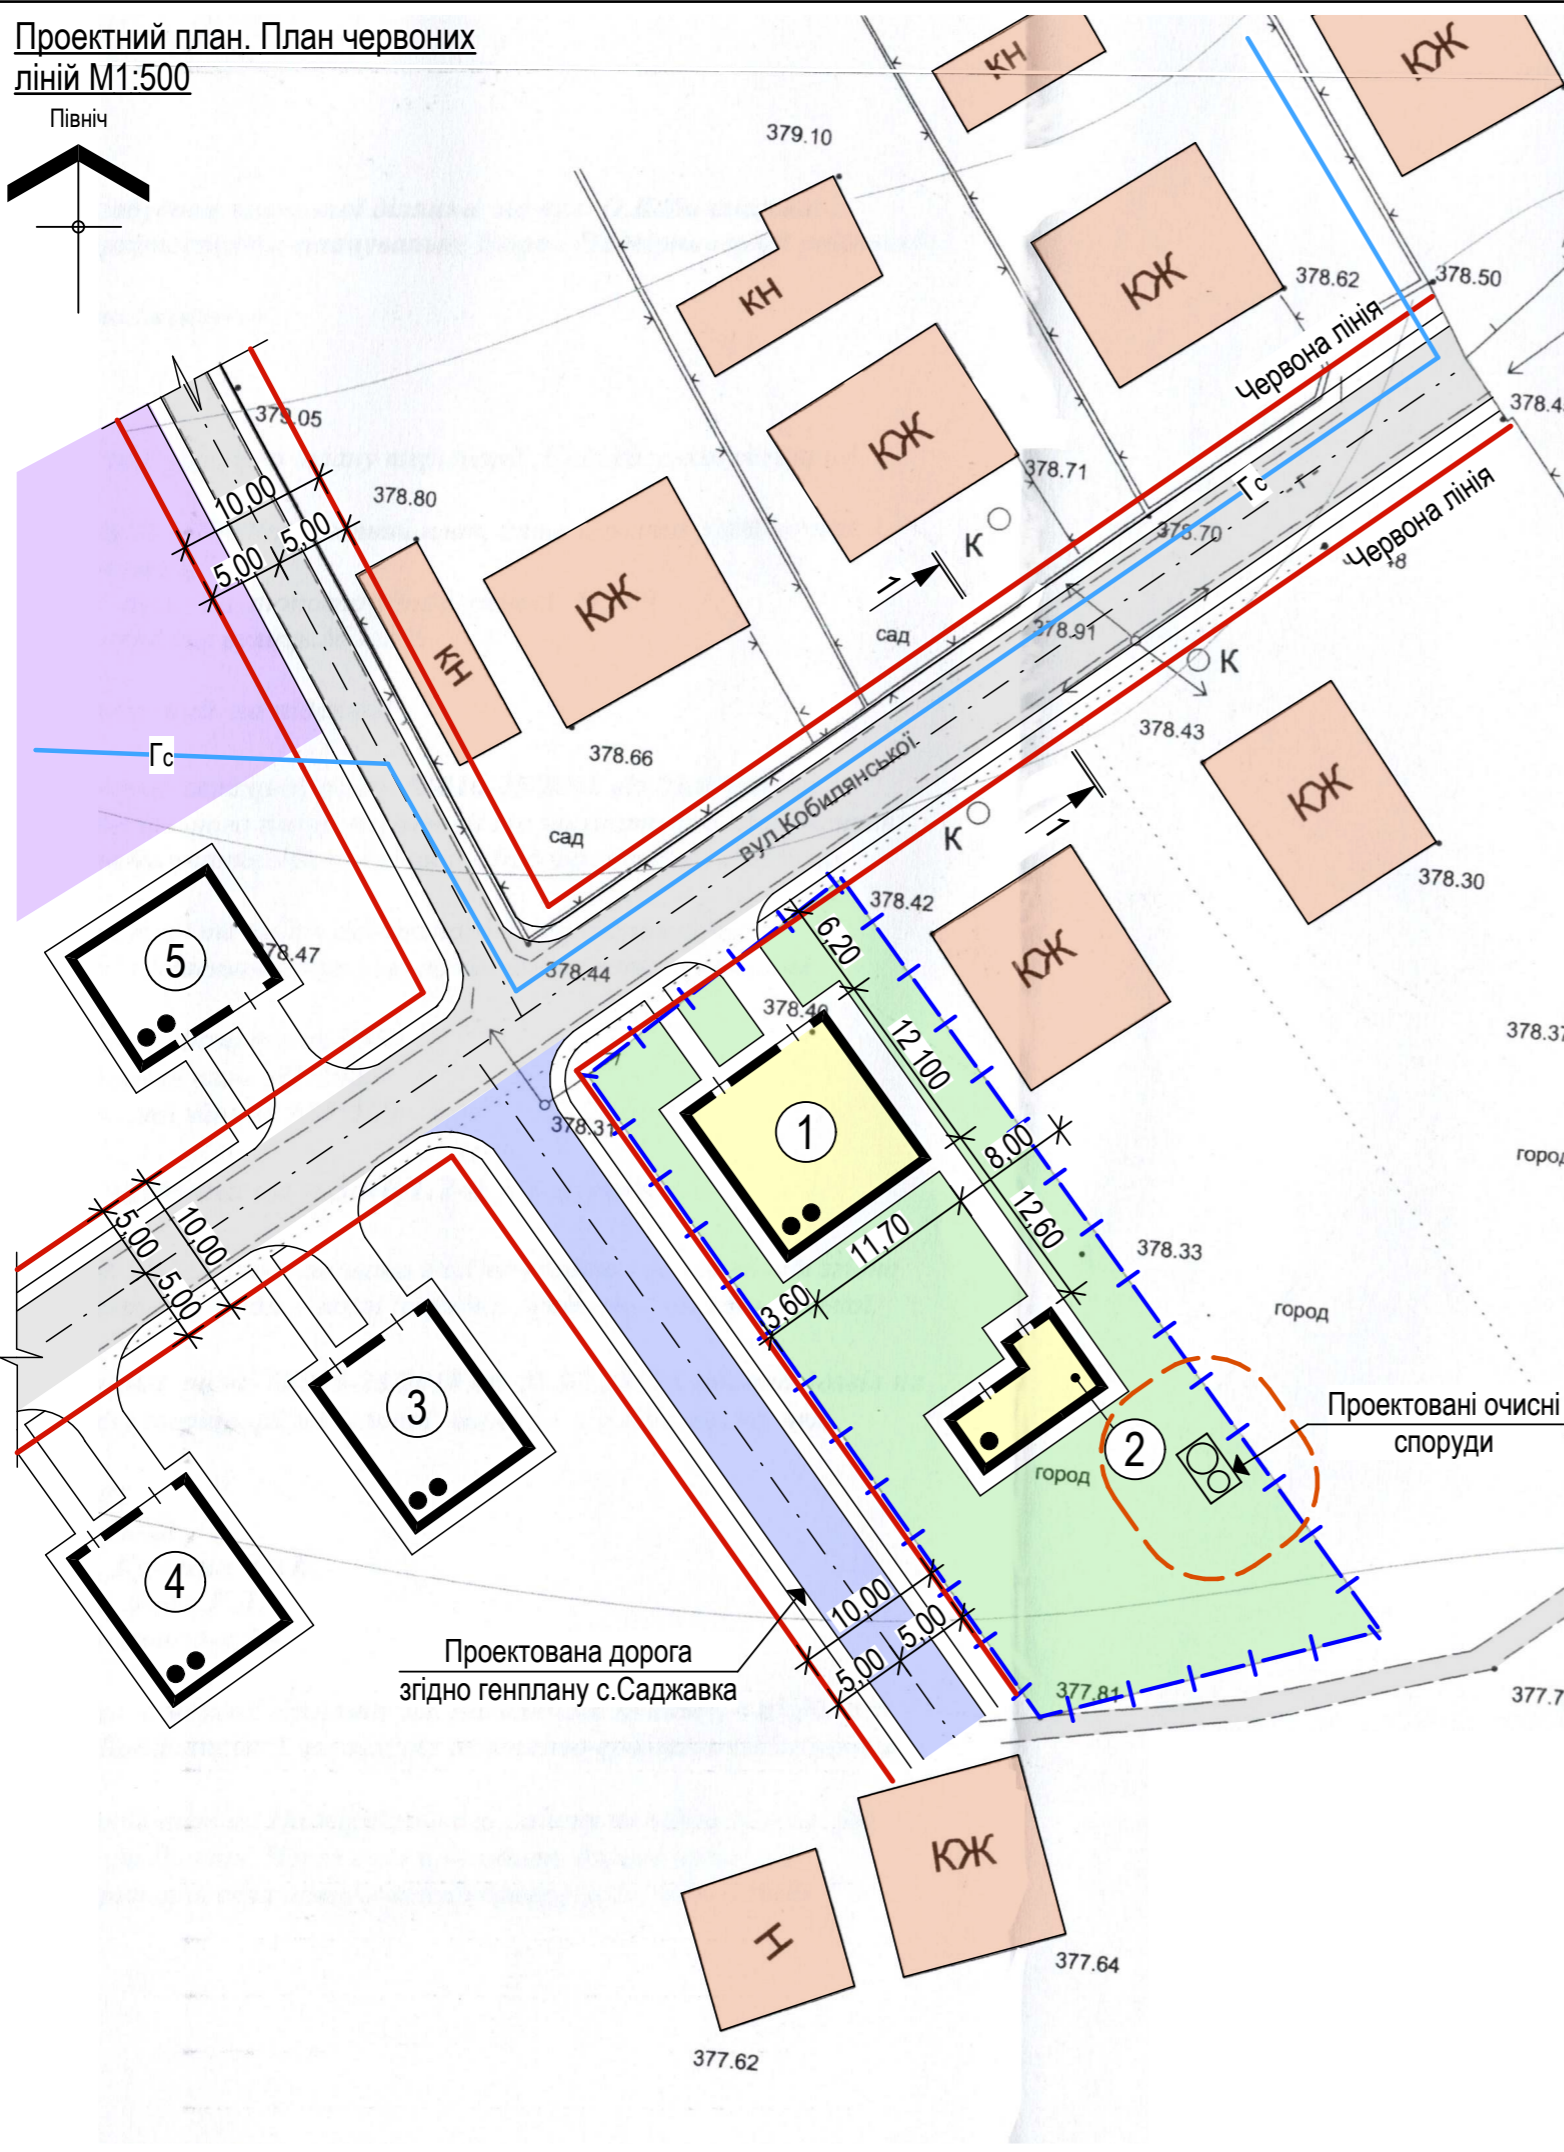 Проектний план. План червоних
ліній М1:500
Північ
КН
КЖ
379.10
КН
КЖ
378.62
378.50
Червона лінія
379.05
КЖ
378.71
10,00
378.80
5,00
5,00
Гс
378.70
Червона лінія
К
1
КЖ
КН
сад
378.91
К
378.66
378.43
Гс
вул.Кобилянської
К
1
КЖ
сад
378.30
378.42
6,20
КЖ
5
378.47
378.44
378.40
12,100
378.37
1
378.31
8,00
город
5,00
10,00
5,00
11,70
12,60
378.33
3,60
город
3
2
Проектовані очисні
споруди
город
4
10,00
5,00
5,00
Проектована дорога
згідно генплану с.Саджавка
377.81
КЖ
Н
377.64
377.62